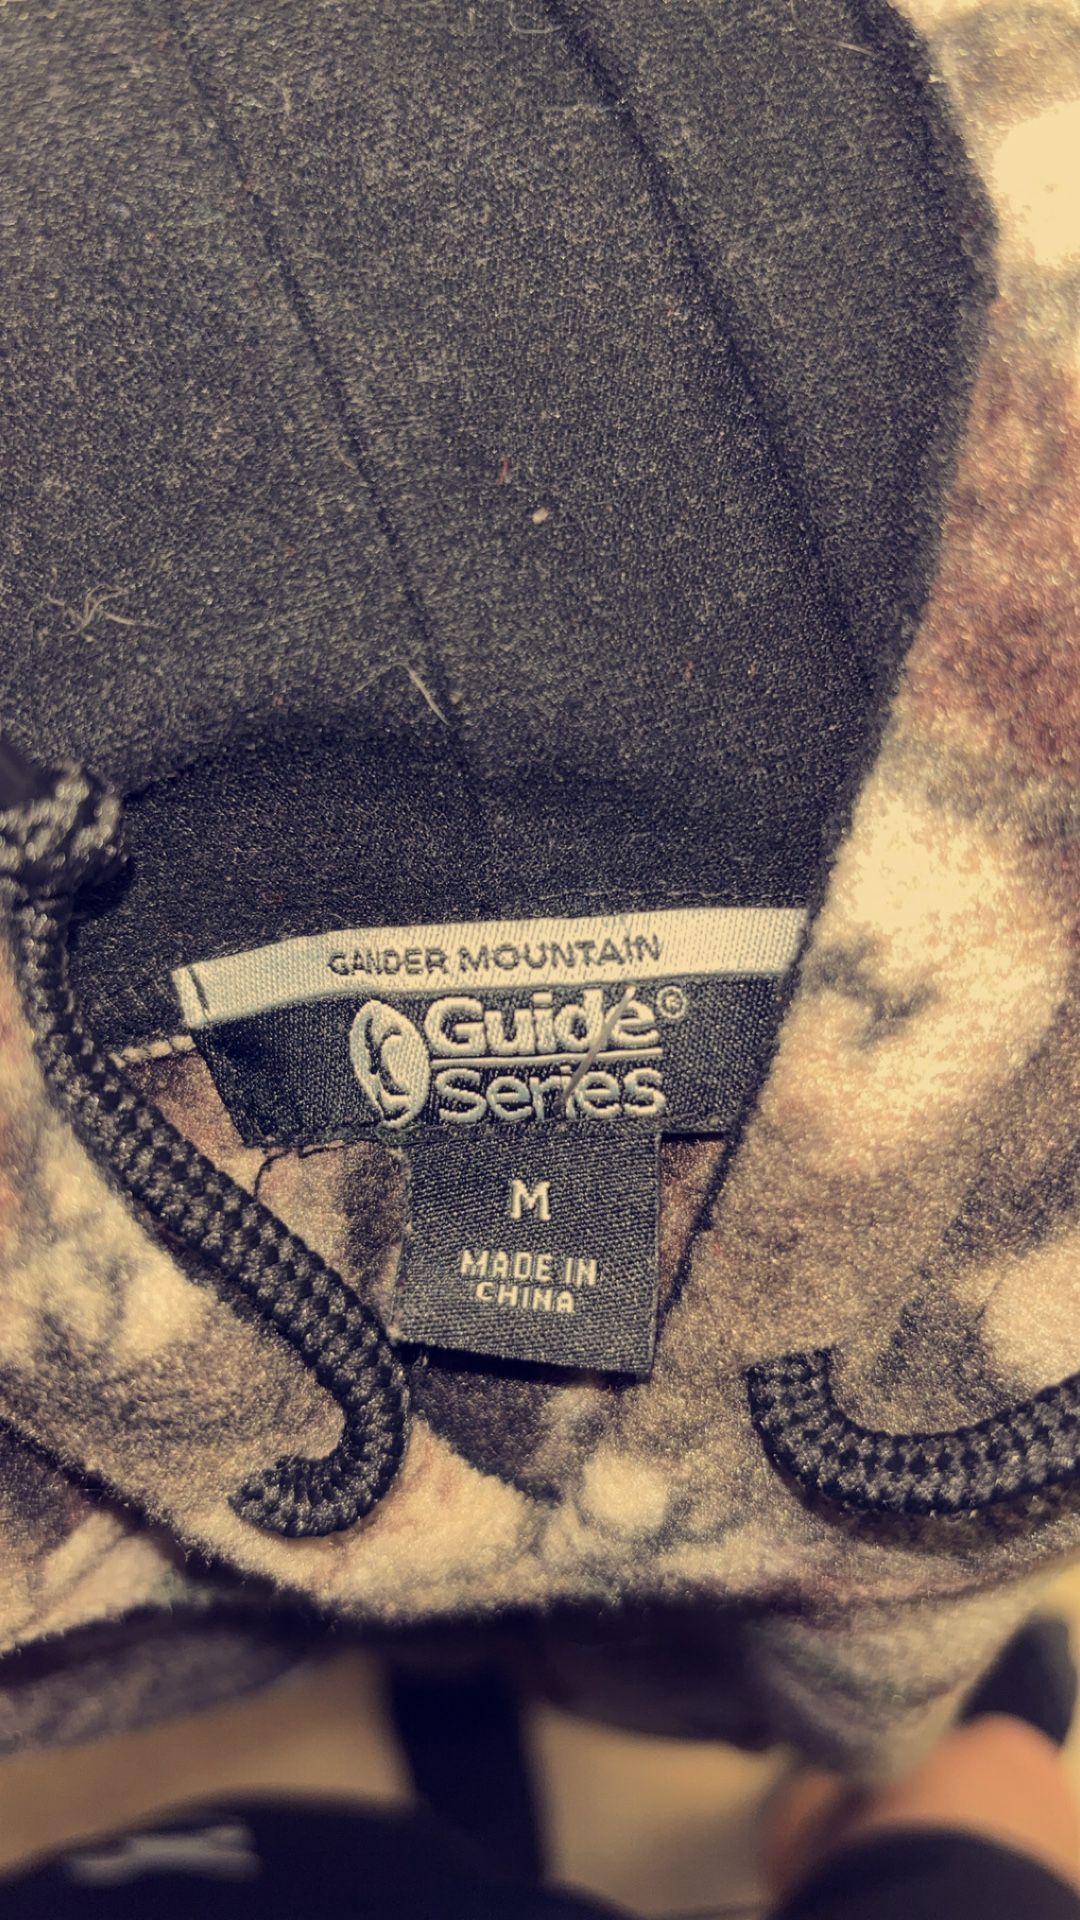 GANDER MOUNTAIN
Guide®
Series
M
MADE IN
CHINA